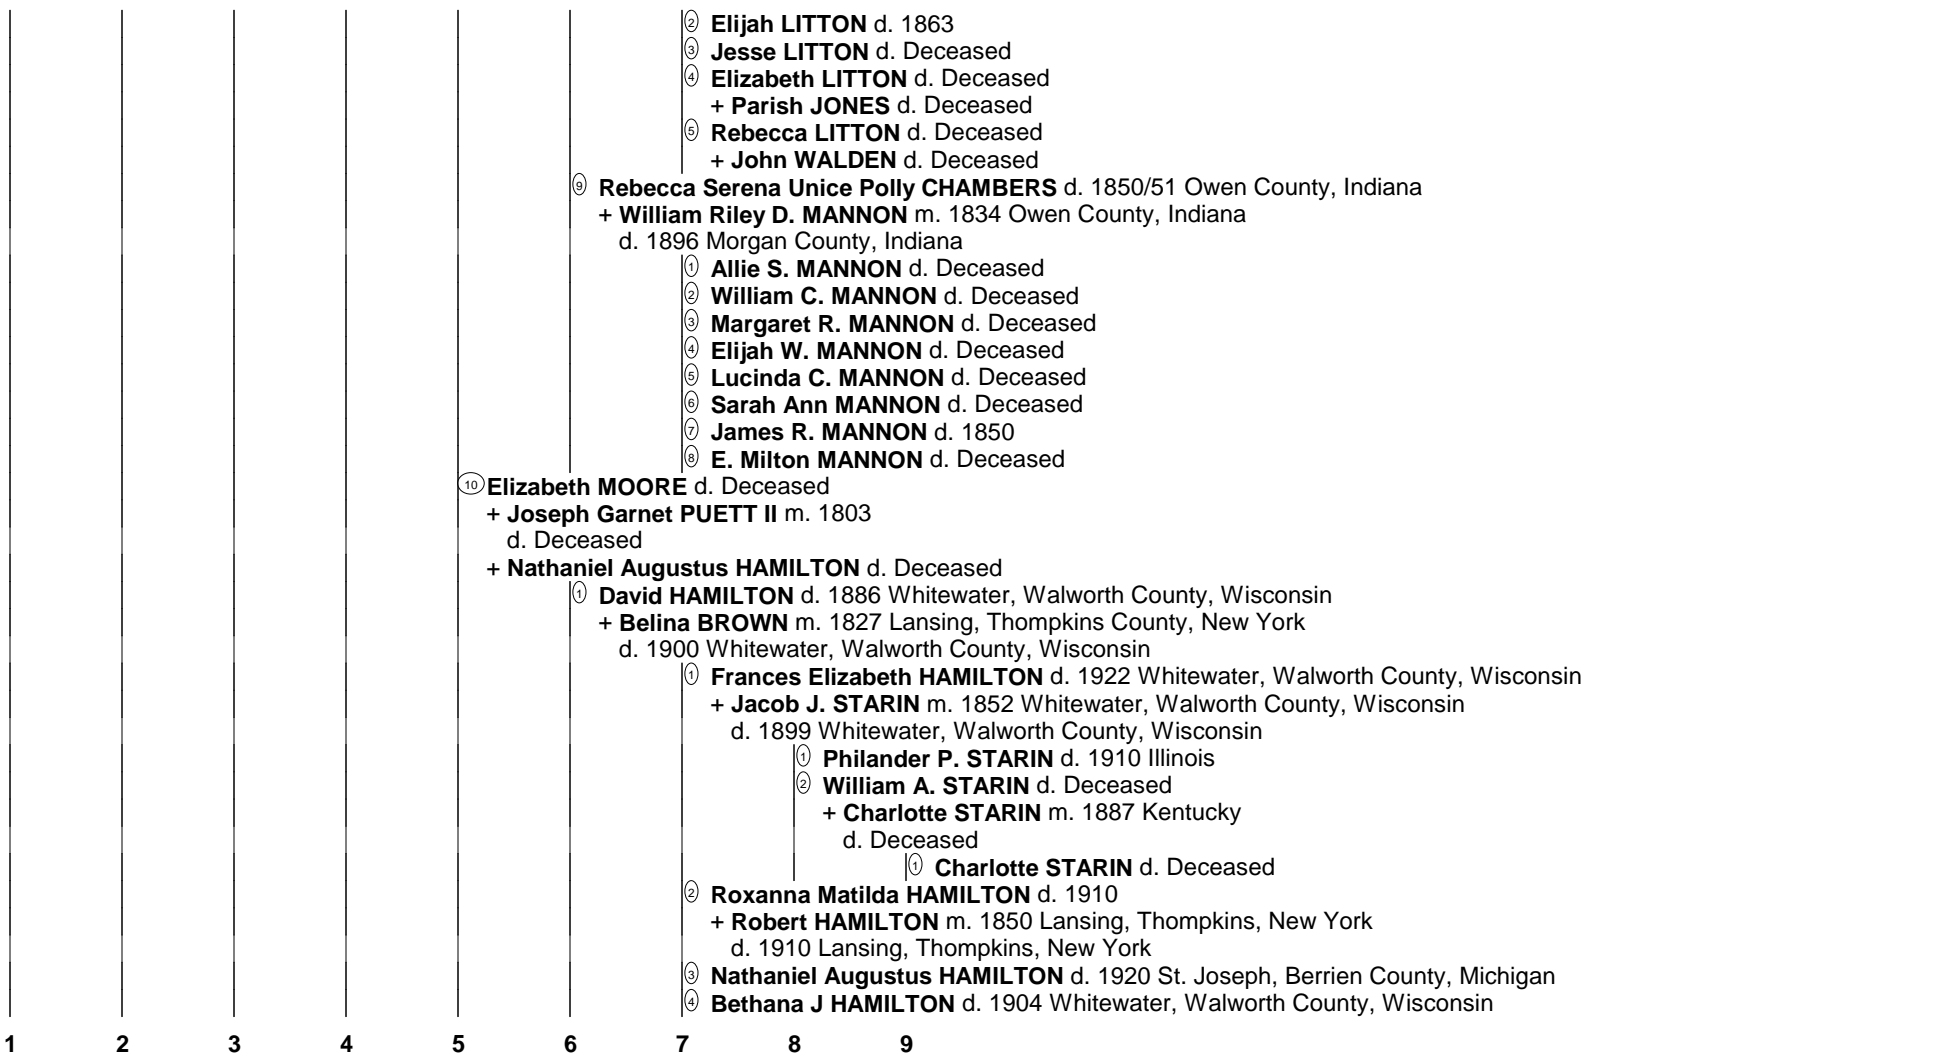 2 Elijah LITTON d. 1863
3 Jesse LITTON d. Deceased
4 Elizabeth LITTON d. Deceased
+ Parish JONES d. Deceased
5 Rebecca LITTON d. Deceased
+ John WALDEN d. Deceased
9 Rebecca Serena Unice Polly CHAMBERS d. 1850/51 Owen County, Indiana
+ William Riley D. MANNON m. 1834 Owen County, Indiana
d. 1896 Morgan County, Indiana
1 Allie S. MANNON d. Deceased
2 William C. MANNON d. Deceased
3 Margaret R. MANNON d. Deceased
4 Elijah W. MANNON d. Deceased
5 Lucinda C. MANNON d. Deceased
6 Sarah Ann MANNON d. Deceased
7 James R. MANNON d. 1850
8 E. Milton MANNON d. Deceased
10 Elizabeth MOORE d. Deceased
+ Joseph Garnet PUETT II m. 1803
d. Deceased
+ Nathaniel Augustus HAMILTON d. Deceased
1 David HAMILTON d. 1886 Whitewater, Walworth County, Wisconsin
+ Belina BROWN m. 1827 Lansing, Thompkins County, New York
d. 1900 Whitewater, Walworth County, Wisconsin
1 Frances Elizabeth HAMILTON d. 1922 Whitewater, Walworth County, Wisconsin
+ Jacob J. STARIN m. 1852 Whitewater, Walworth County, Wisconsin
d. 1899 Whitewater, Walworth County, Wisconsin
1 Philander P. STARIN d. 1910 Illinois
2 William A. STARIN d. Deceased
+ Charlotte STARIN m. 1887 Kentucky
d. Deceased
1 Charlotte STARIN d. Deceased
2 Roxanna Matilda HAMILTON d. 1910
+ Robert HAMILTON m. 1850 Lansing, Thompkins, New York
d. 1910 Lansing, Thompkins, New York
3 Nathaniel Augustus HAMILTON d. 1920 St. Joseph, Berrien County, Michigan
4 Bethana J HAMILTON d. 1904 Whitewater, Walworth County, Wisconsin
1 2 3 4 5 6 7 8 9